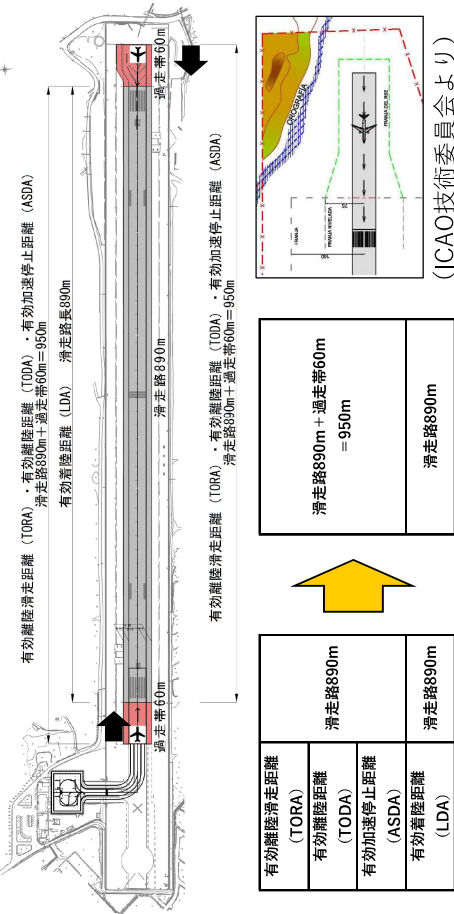 有効離陸滑走距離 (TORA) ・有効離陸距離 (TODA) ・有効加速停止距離 (ASDA)
滑走路890m＋過走帯60m＝950m
有効着陸距離 (LDA)　滑走路長890m
過走帯60m
滑走路890m
過走帯60m
有効離陸滑走距離 (TORA) ・有効離陸距離 (TODA) ・有効加速停止距離 (ASDA)
滑走路890m＋過走帯60m＝950m
有効離陸滑走距離
(TORA)
滑走路890m
有効離陸距離
(TODA)
有効加速停止距離
(ASDA)
有効着陸距離
(LDA)
滑走路890m
滑走路890m＋過走帯60m
＝950m
滑走路890m
OROGRAFIA
FRANJA
FRANJA NIVELADA
FRANJA DEL RESE
75
(ICAO技術委員会より)